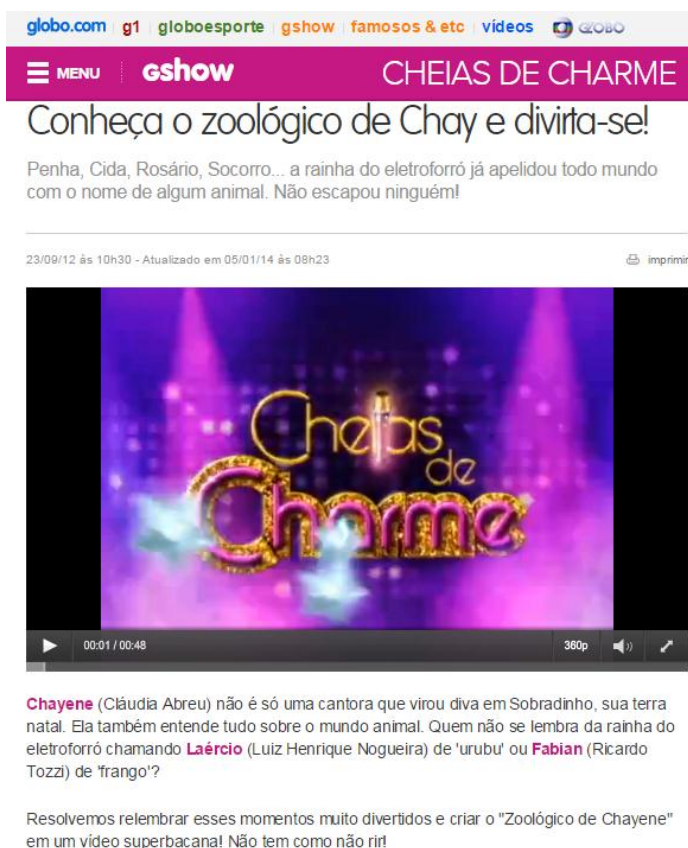 globo.com g1 globoesporte gshow famosos & etc vídeos GLOBO
MENU Gshow CHEIAS DE CHARME
Conheça o zoológico de Chay e divirta-se!
Penha, Cida, Rosário, Socorro... a rainha do eletroforró já apelidou todo mundo
com o nome de algum animal. Não escapou ninguém!
23/09/12 às 10h30 - Atualizado em 05/01/14 às 08h23 imprimir
Cheias
de
Charme
00:01 / 00:48 360p
Chayene (Cláudia Abreu) não é só uma cantora que virou diva em Sobradinho, sua terra
natal. Ela também entende tudo sobre o mundo animal. Quem não se lembra da rainha do
eletroforró chamando Laércio (Luiz Henrique Nogueira) de 'urubu' ou Fabian (Ricardo
Tozzi) de 'frango'?
Resolvemos relembrar esses momentos muito divertidos e criar o "Zoológico de Chayene"
em um vídeo superbacana! Não tem como não rir!